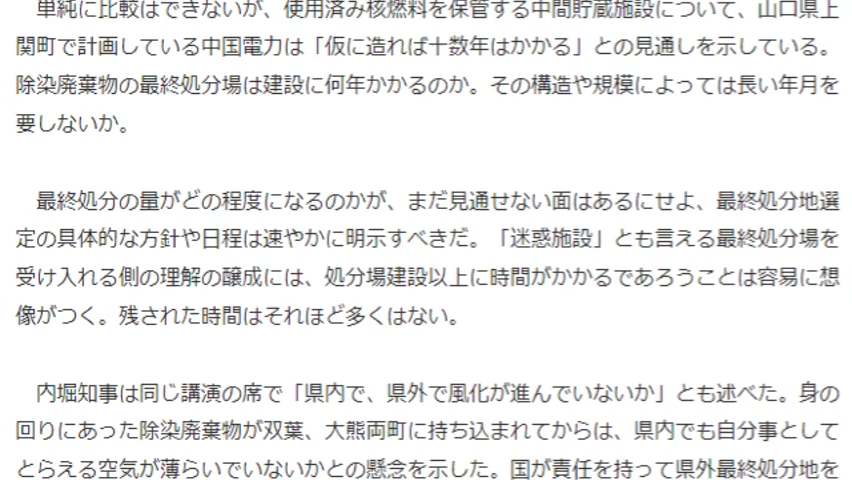 単純に比較はできないが、使用済み核燃料を保管する中間貯蔵施設について、山口県上
関町で計画している中国電力は「仮に造れば十数年はかかる」との見通しを示している。
除染廃棄物の最終処分場は建設に何年かかるのか。その構造や規模によっては長い年月を
要しないか。
最終処分の量がどの程度になるのかが、まだ見通せない面はあるにせよ、最終処分地選
定の具体的な方針や日程は速やかに明示すべきだ。「迷惑施設」とも言える最終処分場を
受け入れる側の理解の醸成には、処分場建設以上に時間がかかるであろうことは容易に想
像がつく。残された時間はそれほど多くはない。
内堀知事は同じ講演の席で「県内で、県外で風化が進んでいないか」とも述べた。身の
回りにあった除染廃棄物が双葉、大熊両町に持ち込まれてからは、県内でも自分事として
とらえる空気が薄らいでいないかとの懸念を示した。国が責任を持って県外最終処分地を